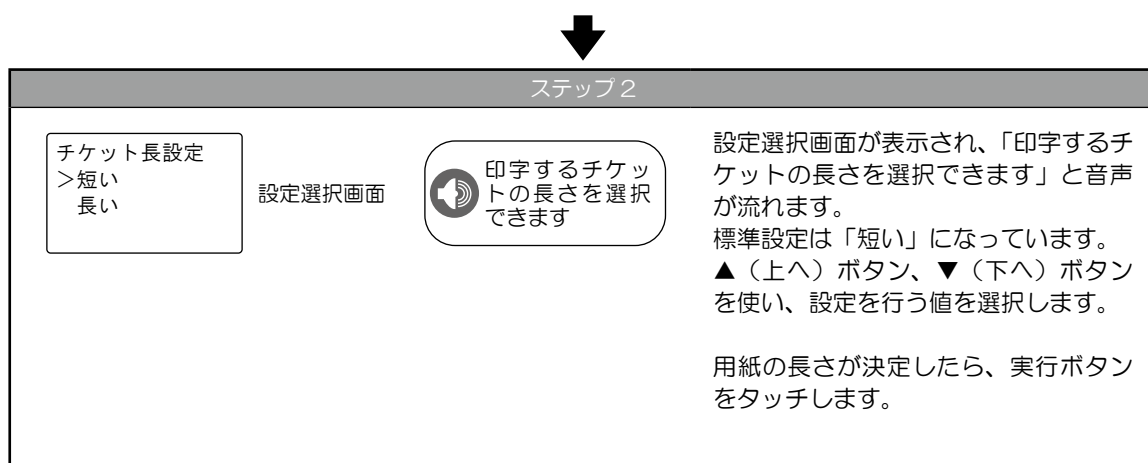 ステップ2
チケット長設定
>短い
長い
設定選択画面
印字するチケッ
トの長さを選択
できます
設定選択画面が表示され、「印字するチ
ケットの長さを選択できます」と音声
が流れます。
標準設定は「短い」になっています。
▲(上へ)ボタン、▼(下へ)ボタン
を使い、設定を行う値を選択します。
用紙の長さが決定したら、実行ボタン
をタッチします。